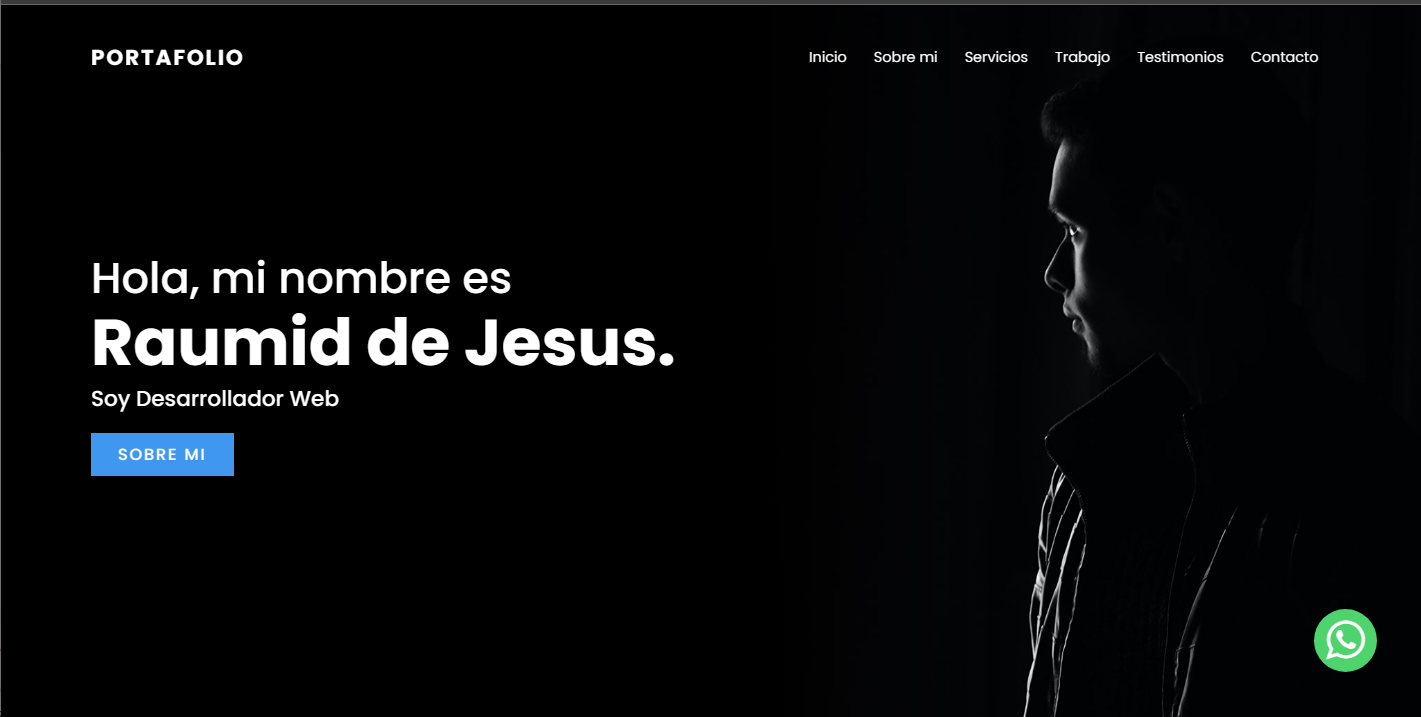 PORTAFOLIO
Inicio Sobre mi Servicios Trabajo Testimonios Contacto
Hola, mi nombre es
Raumid de Jesus.
Soy Desarrollador Web
SOBRE MI